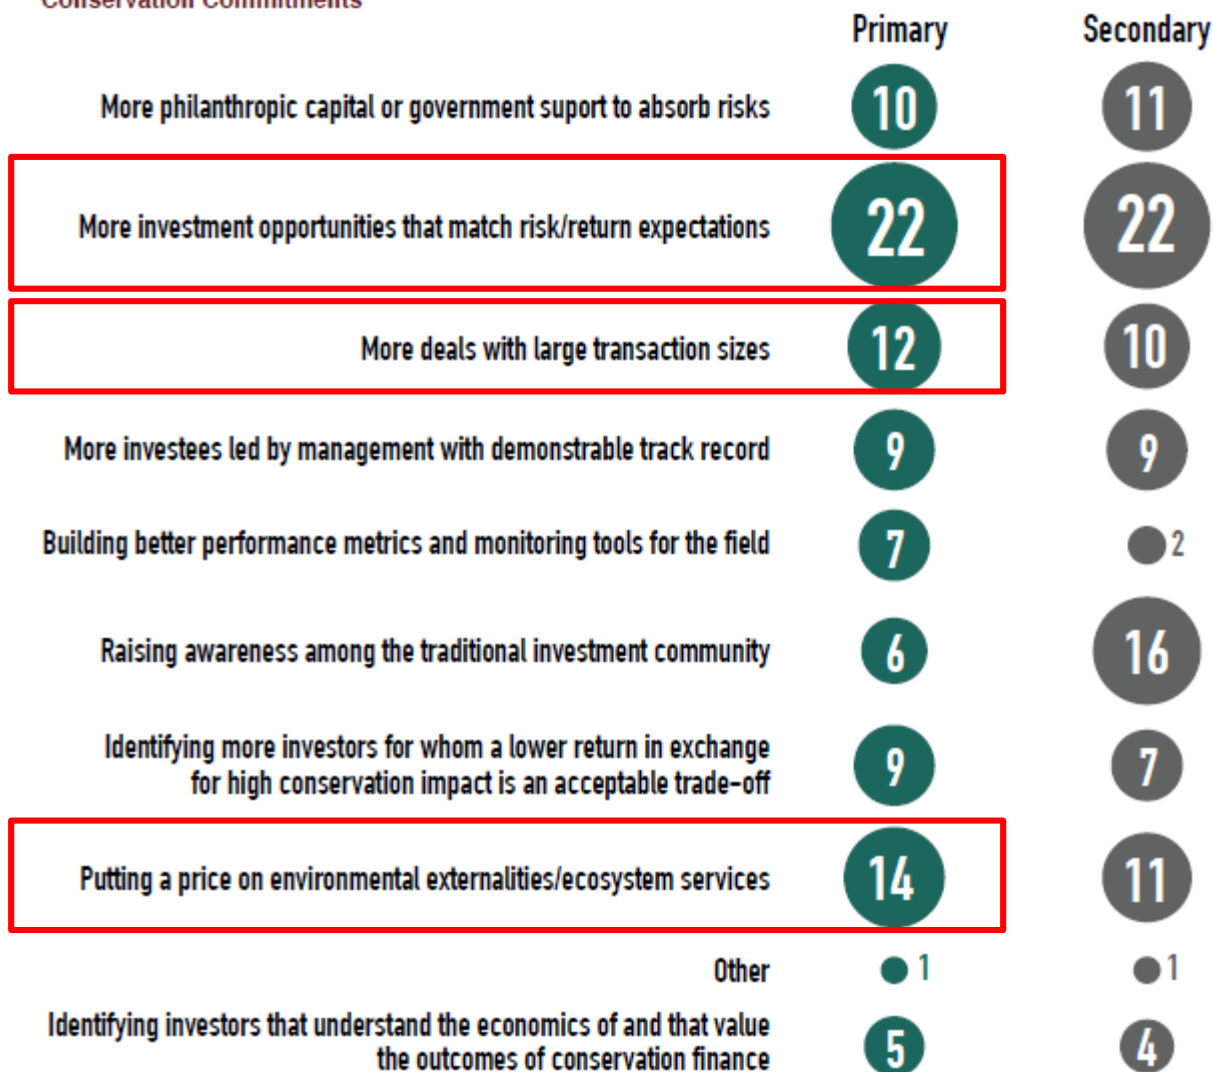 Conservation Commitments
Primary Secondary
More philanthropic capital or government suport to absorb risks 10 11
More investment opportunities that match risk/return expectations 22 22
More deals with large transaction sizes 12 10
More investees led by management with demonstrable track record 9 9
Building better performance metrics and monitoring tools for the field 7 2
Raising awareness among the traditional investment community 6 16
Identifying more investors for whom a lower return in exchange
for high conservation impact is an acceptable trade-off 9 7
Putting a price on environmental externalities/ecosystem services 14 11
Other 1 1
Identifying investors that understand the economics of and that value
the outcomes of conservation finance 5 4